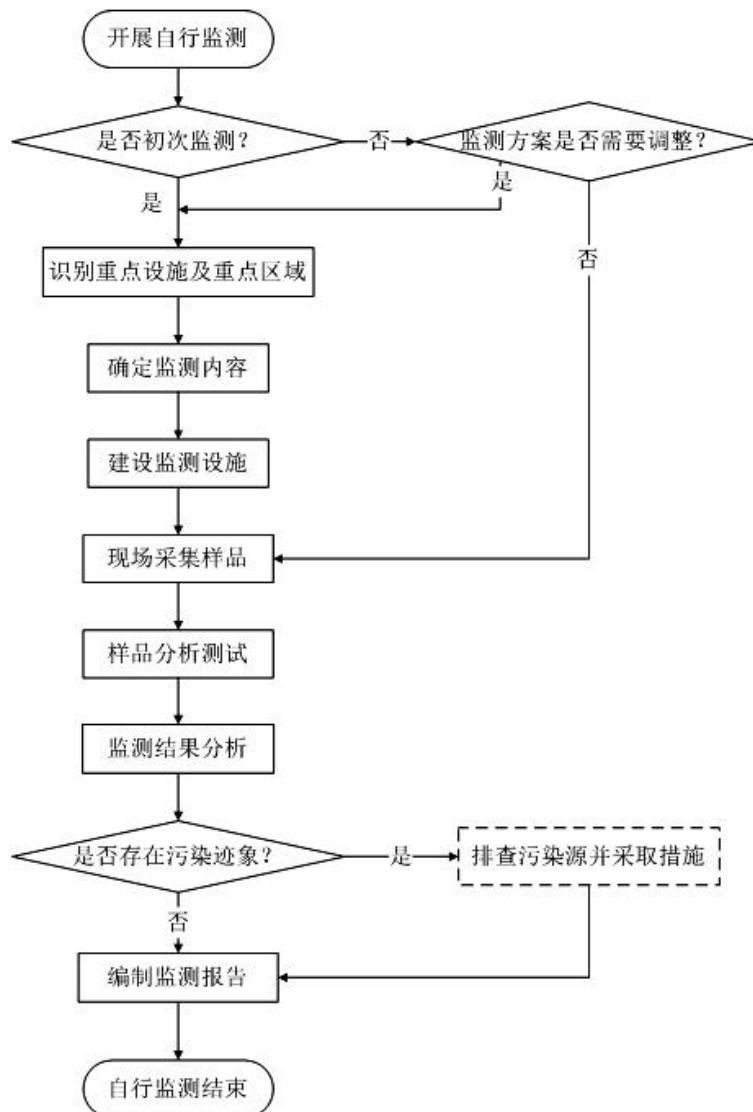 开展自行监测
是否初次监测？
否
监测方案是否需要调整？
是
是
识别重点设施及重点区域
否
确定监测内容
建设监测设施
现场采集样品
样品分析测试
监测结果分析
是否存在污染迹象？
是
排查污染源并采取措施
否
编制监测报告
自行监测结束